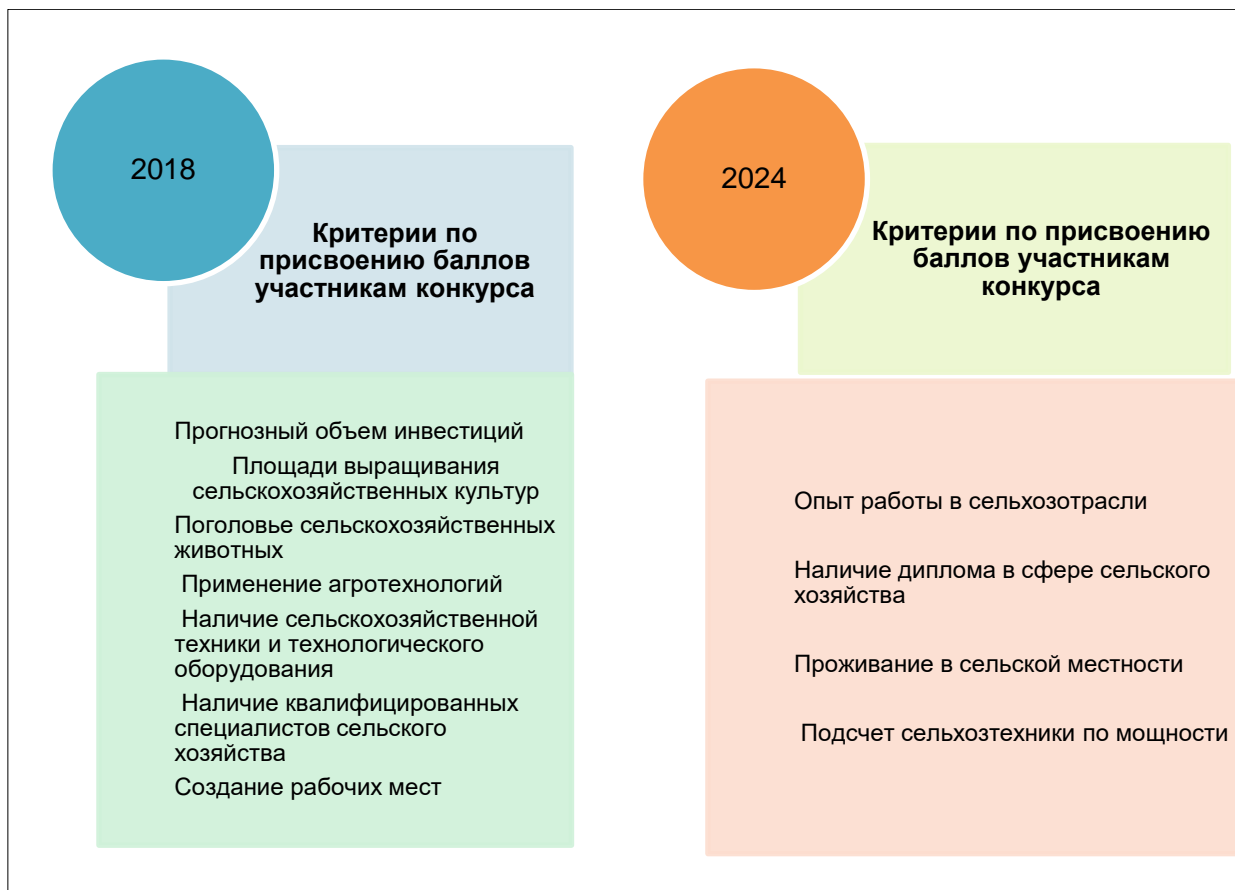 2018
Критерии по
присвоению баллов
участникам конкурса
Прогнозный объем инвестиций
Площади выращивания
сельскохозяйственных культур
Поголовье сельскохозяйственных
животных
Применение агротехнологий
Наличие сельскохозяйственной
техники и технологического
оборудования
Наличие квалифицированных
специалистов сельского
хозяйства
Создание рабочих мест
2024
Критерии по присвоению
баллов участникам
конкурса
Опыт работы в сельхозотрасли
Наличие диплома в сфере сельского
хозяйства
Проживание в сельской местности
Подсчет сельхозтехники по мощности